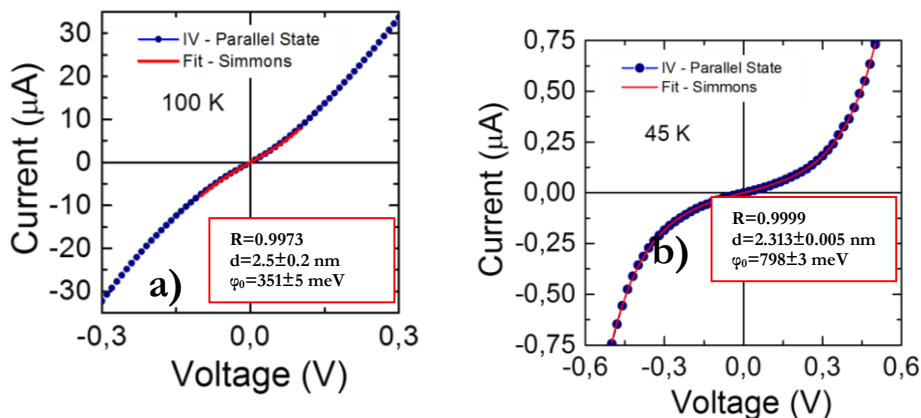 30
20
10
0
-10
-20
-30
Current (μA)
IV - Parallel State
Fit - Simmons
100 K
R=0.9973
d=2.5±0.2 nm
φ₀=351±5 meV
a)
-0,3
0,0
0,3
Voltage (V)
0,75
0,50
0,25
0,00
-0,25
-0,50
-0,75
Current (μA)
IV - Parallel State
Fit - Simmons
45 K
R=0.9999
d=2.313±0.005 nm
φ₀=798±3 meV
b)
-0,6
-0,3
0,0
0,3
0,6
Voltage (V)